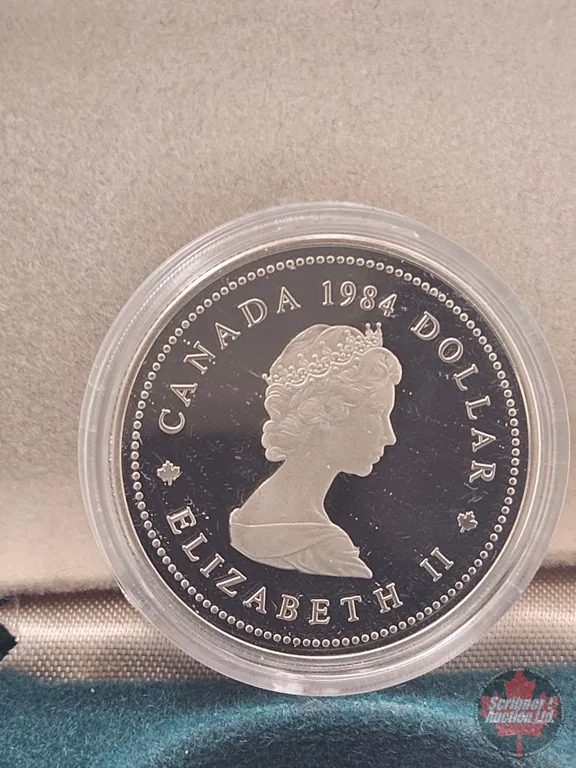 CANADA 1984 DOLLAR
ELIZABETH II
Scribner
Auction Ltd.